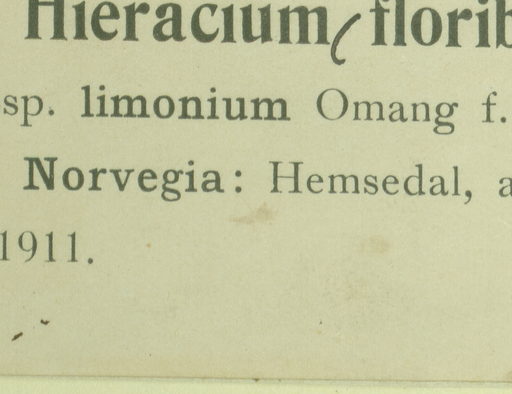 Hieracium ( florib
sp. limonium Omang f.
Norvegia: Hemsedal, a
1911.